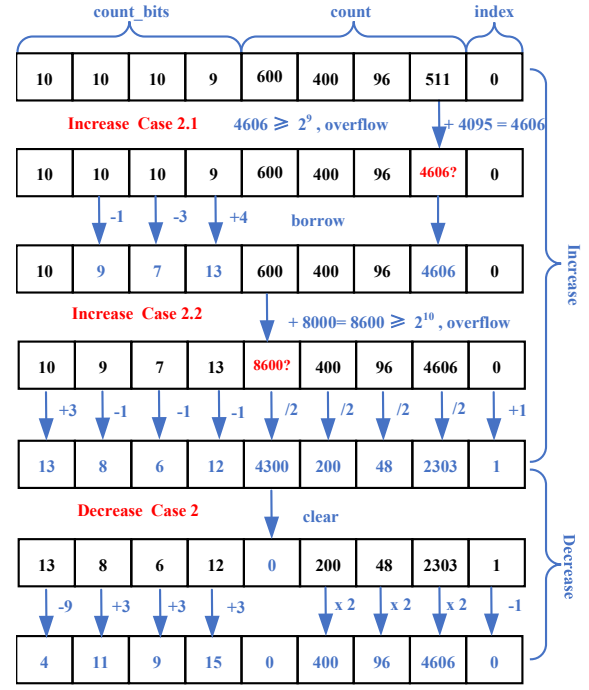 count_bits count index
10 10 10 9 600 400 96 511 0
Increase Case 2.1 4606 ⩾ 2^9 , overflow + 4095 = 4606
10 10 10 9 600 400 96 4606? 0
-1 -3 +4 borrow
10 9 7 13 600 400 96 4606 0
Increase Case 2.2 + 8000= 8600 ⩾ 2^10 , overflow
10 9 7 13 8600? 400 96 4606 0
+3 -1 -1 -1 /2 /2 /2 /2 +1
13 8 6 12 4300 200 48 2303 1
Decrease Case 2 clear
13 8 6 12 0 200 48 2303 1
-9 +3 +3 +3 x 2 x 2 x 2 -1
4 11 9 15 0 400 96 4606 0
Increase
Decrease